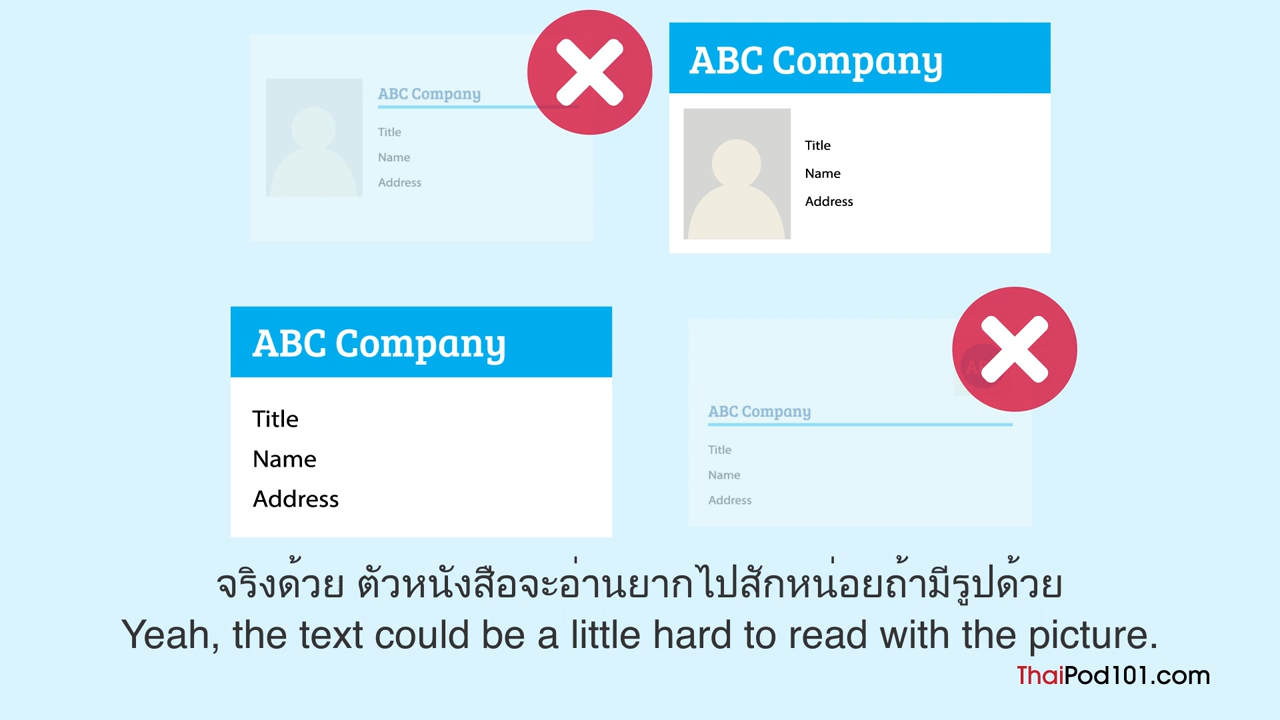 ABC Company
Title
Name
Address
ABC Company
Title
Name
Address
ABC Company
Title
Name
Address
ABC Company
Title
Name
Address
จริงด้วย ตัวหนังสือจะอ่านยากไปสักหน่อยถ้ามีรูปด้วย
Yeah, the text could be a little hard to read with the picture.
ThaiPod101.com